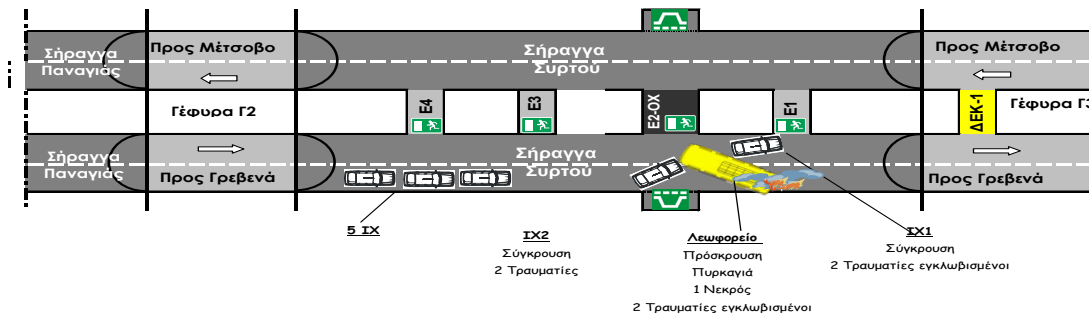 Σήραγγα
Παναγιάς
Προς Μέτσοβο
Σήραγγα
Συρτού
Προς Μέτσοβο
Γέφυρα Γ2
E4
E3
E2-OX
E1
ΔΕΚ-1
Γέφυρα Γ3
Σήραγγα
Παναγιάς
Προς Γρεβενά
Σήραγγα
Συρτού
Προς Γρεβενά
5 ΙΧ
ΙΧ2
Σύγκρουση
2 Τραυματίες
Λεωφορείο
Πρόσκρουση
Πυρκαγιά
1 Νεκρός
2 Τραυματίες εγκλωβισμένοι
ΙΧ1
Σύγκρουση
2 Τραυματίες εγκλωβισμένοι